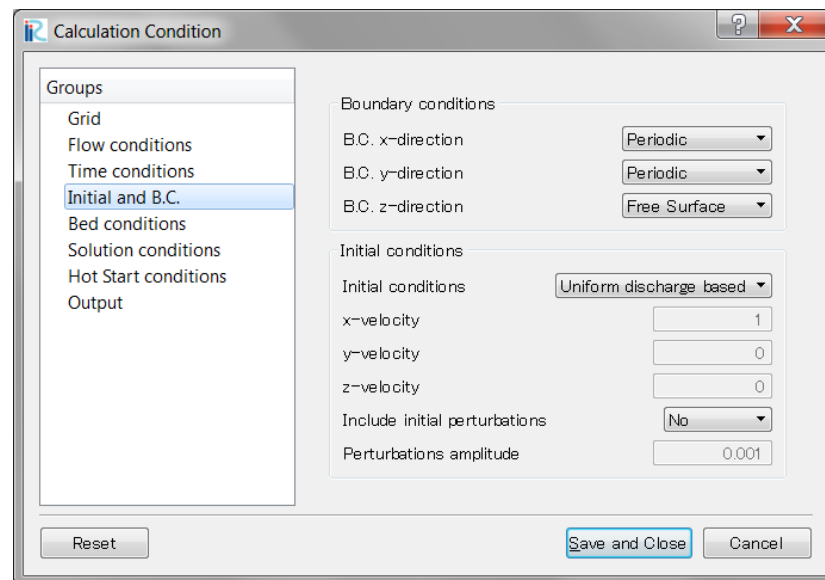 iRC Calculation Condition
?
X
Groups
Grid
Flow conditions
Time conditions
Initial and B.C.
Bed conditions
Solution conditions
Hot Start conditions
Output
Boundary conditions
B.C. x-direction Periodic
B.C. y-direction Periodic
B.C. z-direction Free Surface
Initial conditions
Initial conditions Uniform discharge based
x-velocity 1
y-velocity 0
z-velocity 0
Include initial perturbations No
Perturbations amplitude 0.001
Reset Save and Close Cancel